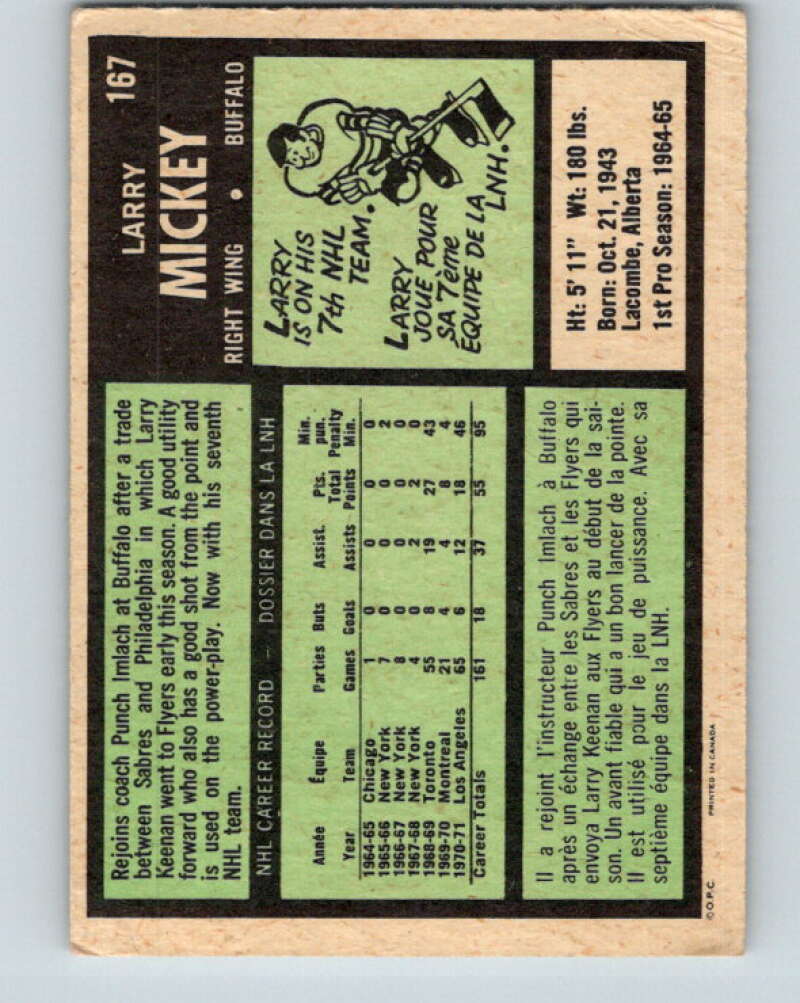 167
LARRY
MICKEY
RIGHT WING • BUFFALO
Rejoins coach Punch Imlach at Buffalo after a trade
between Sabres and Philadelphia in which Larry
Keenan went to Flyers early this season. A good utility
forward who also has a good shot from the point and
is used on the power-play. Now with his seventh
NHL team.
LARRY
IS ON HIS
7th NHL
TEAM.
LARRY
JOUE POUR
SA 7ème
ÉQUIPE DE LA
LNH.
NHL CAREER RECORD — DOSSIER DANS LA LNH
Année Équipe Parties Buts Assist. Pts. Total Min. pun.
Year Team Games Goals Assists Points Penalty Min.
1964-65 Chicago 1 0 0 0 0
1965-66 New York 7 0 0 0 2
1966-67 New York 8 0 0 0 0
1967-68 New York 4 0 2 2 0
1968-69 Toronto 55 8 19 27 43
1969-70 Montreal 21 4 4 8 4
1970-71 Los Angeles 65 6 12 18 46
Career Totals 161 18 37 55 95
Ht: 5' 11" Wt: 180 lbs.
Born: Oct. 21, 1943
Lacombe, Alberta
1st Pro Season: 1964-65
Il a rejoint l'instructeur Punch Imlach à Buffalo
après un échange entre les Sabres et les Flyers qui
envoya Larry Keenan aux Flyers au début de la sai-
son. Un avant fiable qui a un bon lancer de la pointe.
Il est utilisé pour le jeu de puissance. Avec sa
septième équipe dans la LNH.
©O.P.C. PRINTED IN CANADA